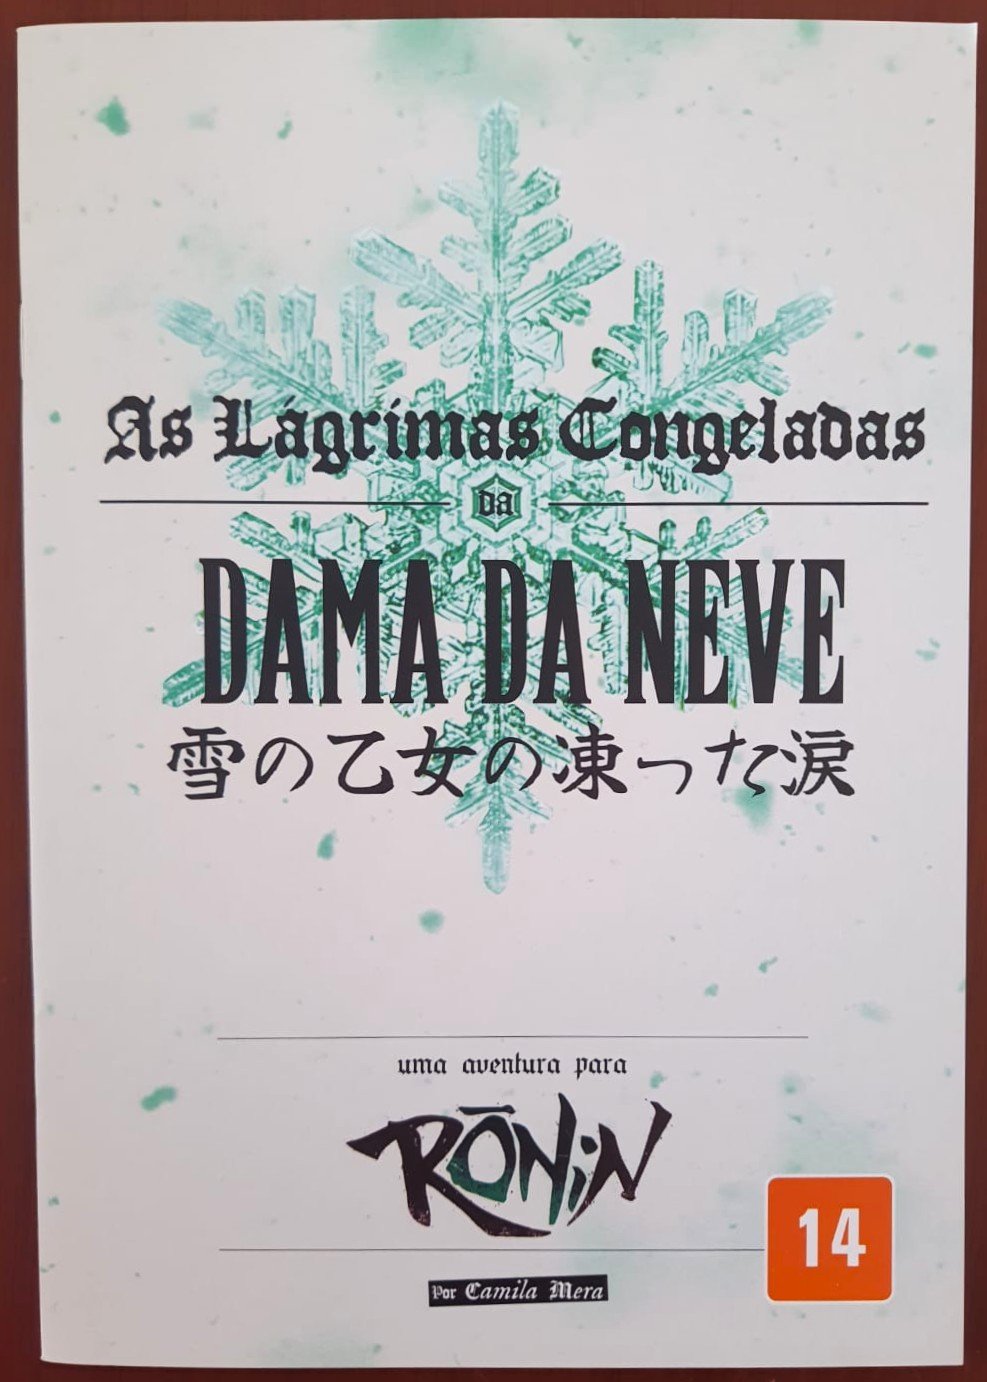 As Lágrimas Congeladas
da
DAMA DA NEVE
雪の乙女の凍った涙
uma aventura para
RŌNiN
14
Por Camila Mera